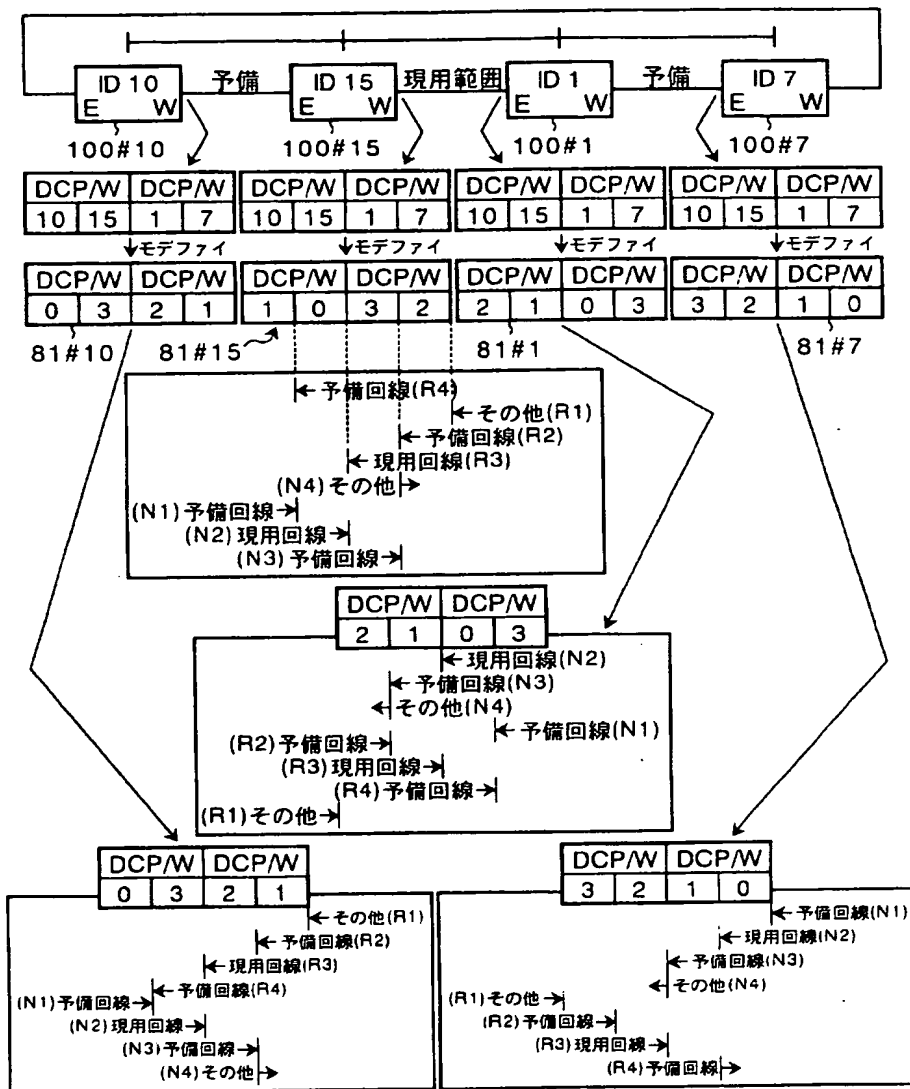 ID 10 予備 ID 15 現用範囲 ID 1 予備 ID 7
E W E W E W E W
100#10 100#15 100#1 100#7
DCP/W DCP/W DCP/W DCP/W DCP/W DCP/W DCP/W DCP/W
10 15 1 7 10 15 1 7 10 15 1 7 10 15 1 7
モデファイ モデファイ モデファイ
DCP/W DCP/W DCP/W DCP/W DCP/W DCP/W DCP/W DCP/W
0 3 2 1 1 0 3 2 2 1 0 3 3 2 1 0
81#10 81#15 81#1 81#7
←予備回線(R4)
←その他(R1)
←予備回線(R2)
←現用回線(R3)
(N4)その他→
(N1)予備回線→
(N2)現用回線→
(N3)予備回線→
DCP/W DCP/W
2 1 0 3
←現用回線(N2)
←予備回線(N3)
←その他(N4)
←予備回線(N1)
(R2)予備回線→
(R3)現用回線→
(R4)予備回線→
(R1)その他→
DCP/W DCP/W
0 3 2 1
←その他(R1)
←予備回線(R2)
←現用回線(R3)
←予備回線(R4)
(N1)予備回線→
(N2)現用回線→
(N3)予備回線→
(N4)その他→
DCP/W DCP/W
3 2 1 0
←予備回線(N1)
←現用回線(N2)
←予備回線(N3)
←その他(N4)
(R1)その他→
(R2)予備回線→
(R3)現用回線→
(R4)予備回線→